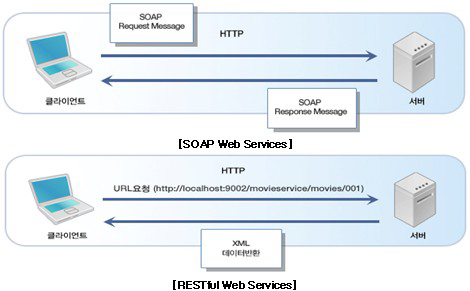 SOAP
Request Message
HTTP
클라이언트
서버
SOAP
Response Message
[SOAP Web Services]
HTTP
URL요청 (http://localhost:9002/movieservice/movies/001)
클라이언트
서버
XML
데이터반환
[RESTful Web Services]